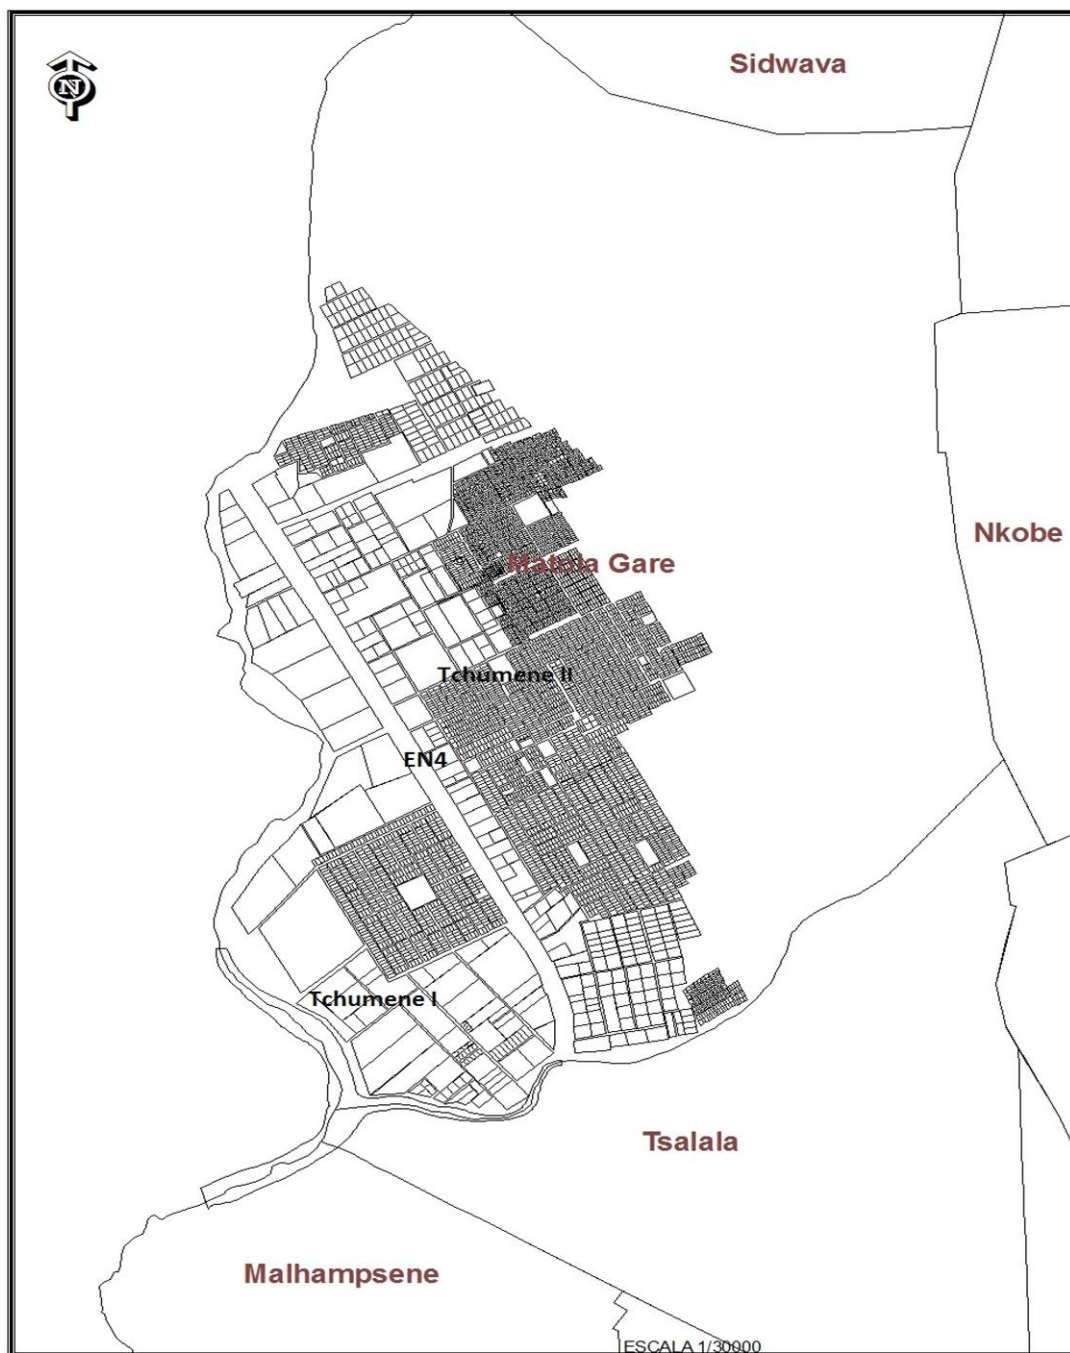 Sidwava
N
Nkobe
Matola Gare
Tchumene II
EN4
Tchumene I
Tsalala
Malhampsene
ESCALA 1/30000